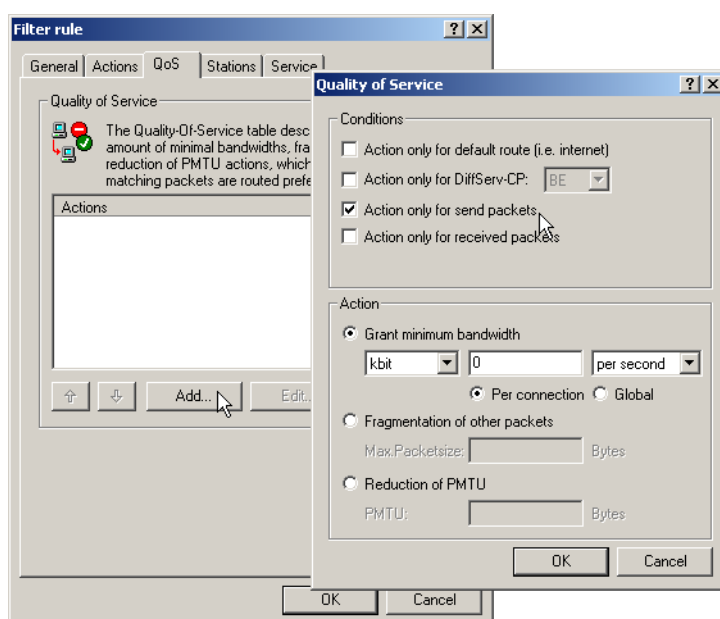 Filter rule
General
Actions
QoS
Stations
Service
Quality of Service
The Quality-Of-Service table desc
amount of minimal bandwidths, fra
reduction of PMTU actions, which
matching packets are routed prefe
Actions
Add...
Edit..
OK
Cancel
Quality of Service
Conditions
Action only for default route (i.e. internet)
Action only for DiffServ-CP:
BE
Action only for send packets
Action only for received packets
Action
Grant minimum bandwidth
kbit
0
per second
Per connection
Global
Fragmentation of other packets
Max.Packetsize:
Bytes
Reduction of PMTU
PMTU:
Bytes
OK
Cancel